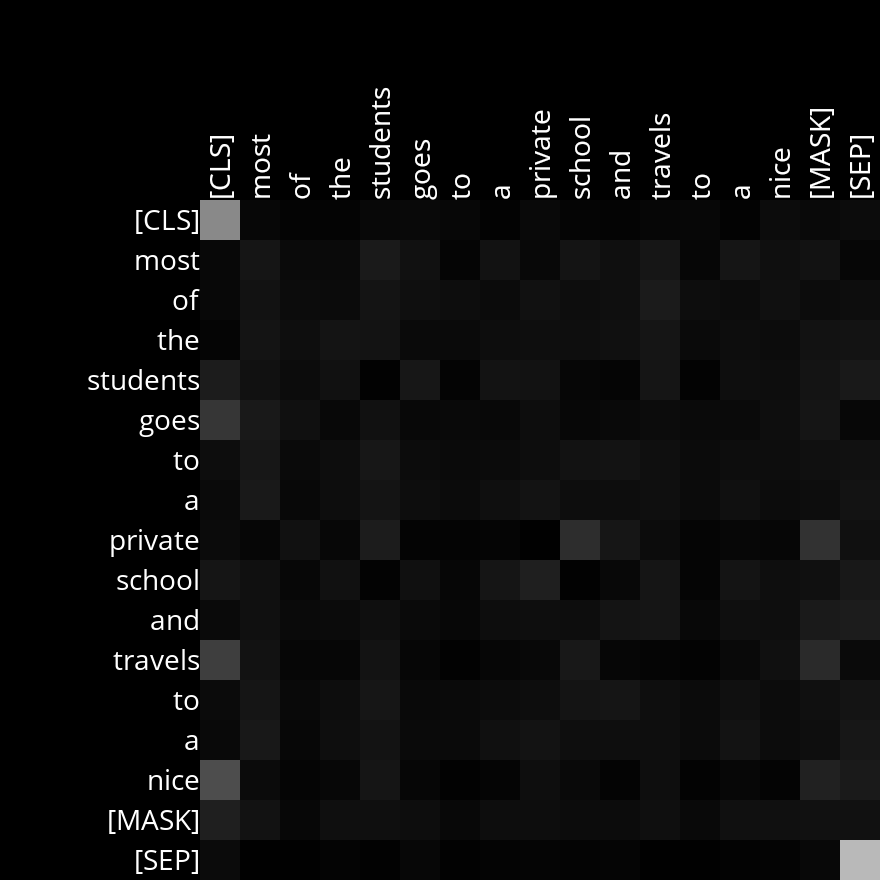 [CLS] most of the students goes to a private school and travels to a nice [MASK] [SEP]
[CLS]
most
of
the
students
goes
to
a
private
school
and
travels
to
a
nice
[MASK]
[SEP]